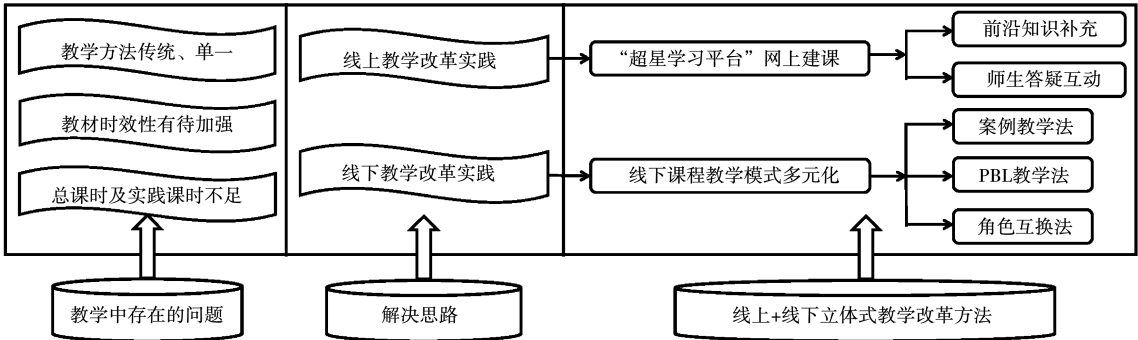 教学方法传统、单一
教材时效性有待加强
总课时及实践课时不足
教学中存在的问题
线上教学改革实践
线下教学改革实践
解决思路
“超星学习平台”网上建课
前沿知识补充
师生答疑互动
线下课程教学模式多元化
案例教学法
PBL教学法
角色互换法
线上+线下立体式教学改革方法